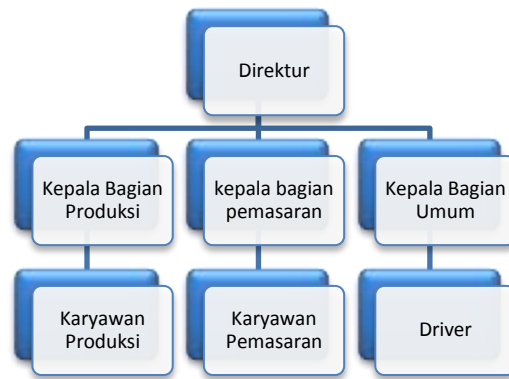 Direktur
Kepala Bagian
Produksi
kepala bagian
pemasaran
Kepala Bagian
Umum
Karyawan
Produksi
Karyawan
Pemasaran
Driver